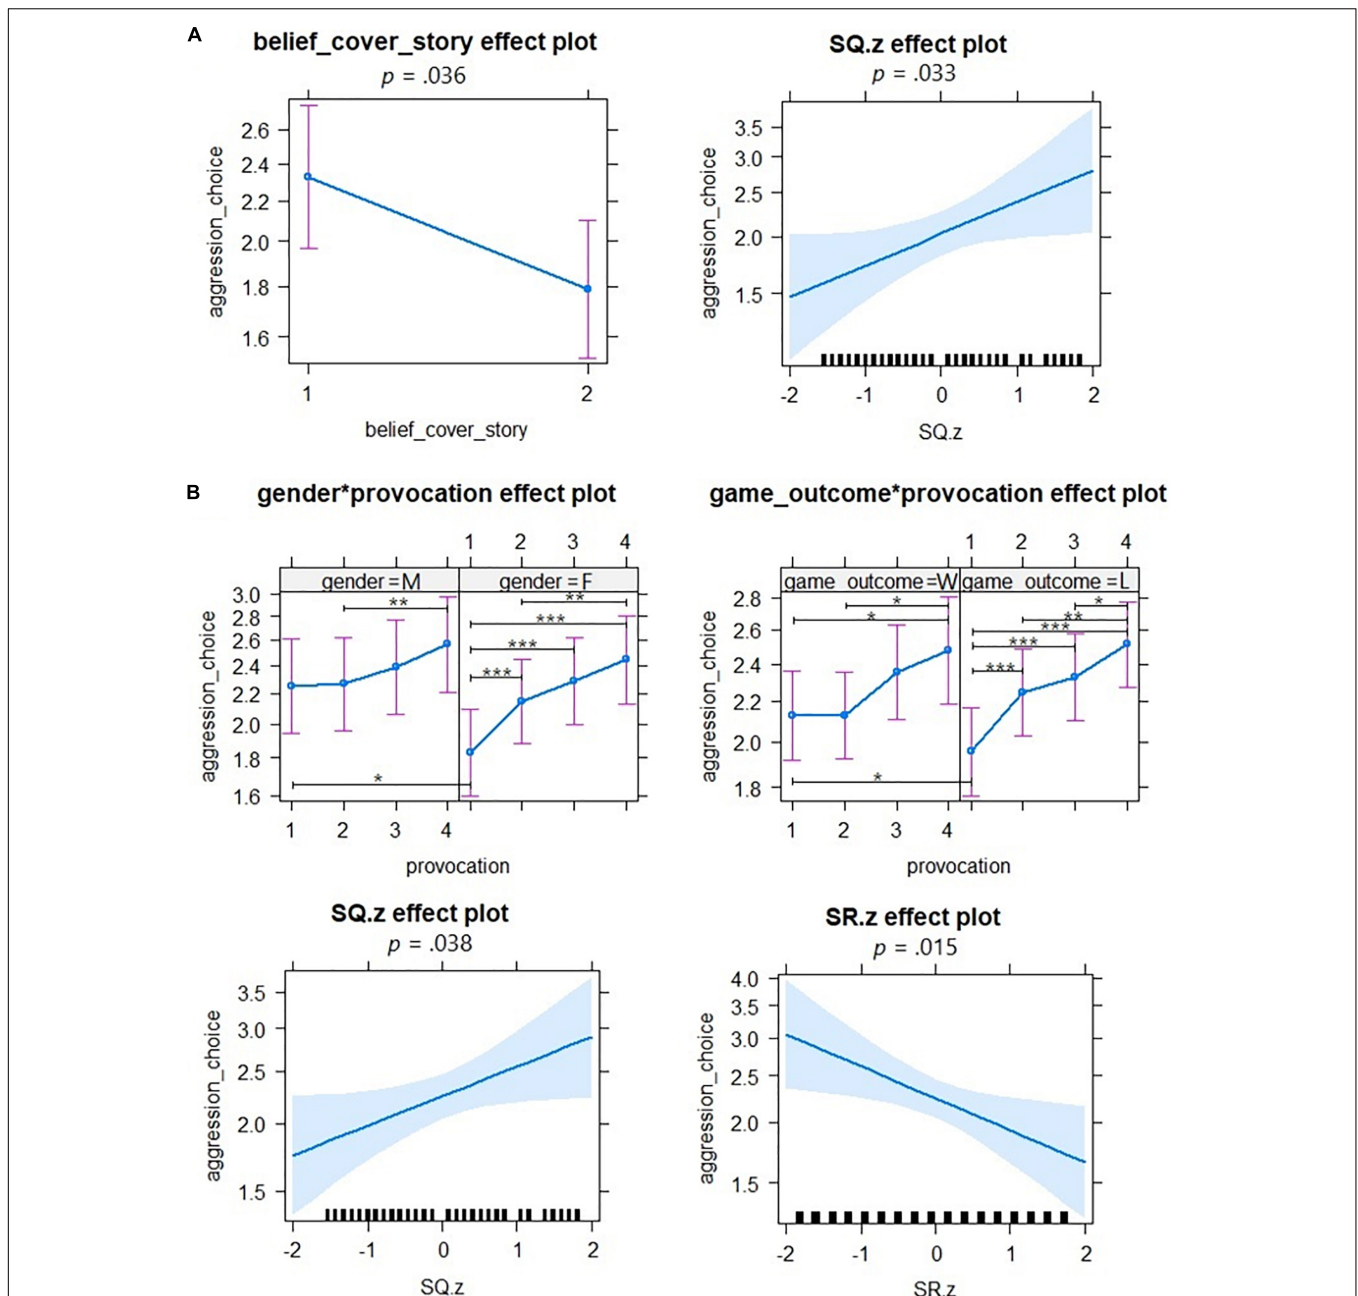 A
belief_cover_story effect plot
p = .036
2.6
2.4
2.2
2.0
1.8
1.6
aggression_choice
1 2
belief_cover_story
SQ.z effect plot
p = .033
3.5
3.0
2.5
2.0
1.5
aggression_choice
-2 -1 0 1 2
SQ.z
B
gender*provocation effect plot
1 2 3 4
gender =M gender =F
3.0
2.8
2.6
2.4
2.2
2.0
1.8
1.6
aggression_choice
**
**
***
***
***
*
1 2 3 4
provocation
game_outcome*provocation effect plot
1 2 3 4
game outcome=W game outcome =L
2.8
2.6
2.4
2.2
2.0
1.8
aggression_choice
*
*
*
**
***
***
***
*
1 2 3 4
provocation
SQ.z effect plot
p = .038
3.5
3.0
2.5
2.0
1.5
aggression_choice
-2 -1 0 1 2
SQ.z
SR.z effect plot
p = .015
4.0
3.5
3.0
2.5
2.0
1.5
aggression_choice
-2 -1 0 1 2
SR.z